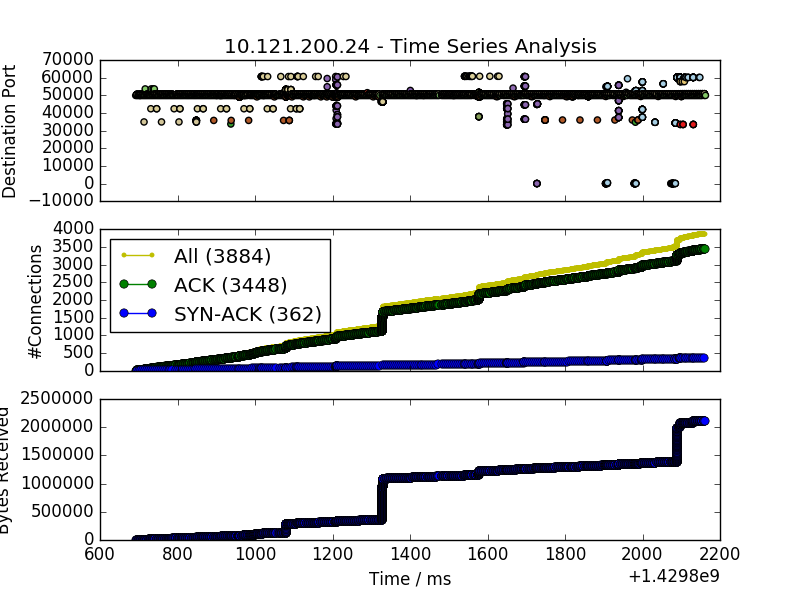 10.121.200.24 - Time Series Analysis
Destination Port
70000
60000
50000
40000
30000
20000
10000
0
−10000
#Connections
4000
3500
3000
2500
2000
1500
1000
500
0
All (3884)
ACK (3448)
SYN-ACK (362)
Bytes Received
2500000
2000000
1500000
1000000
500000
0
600 800 1000 1200 1400 1600 1800 2000 2200
Time / ms
+1.4298e9